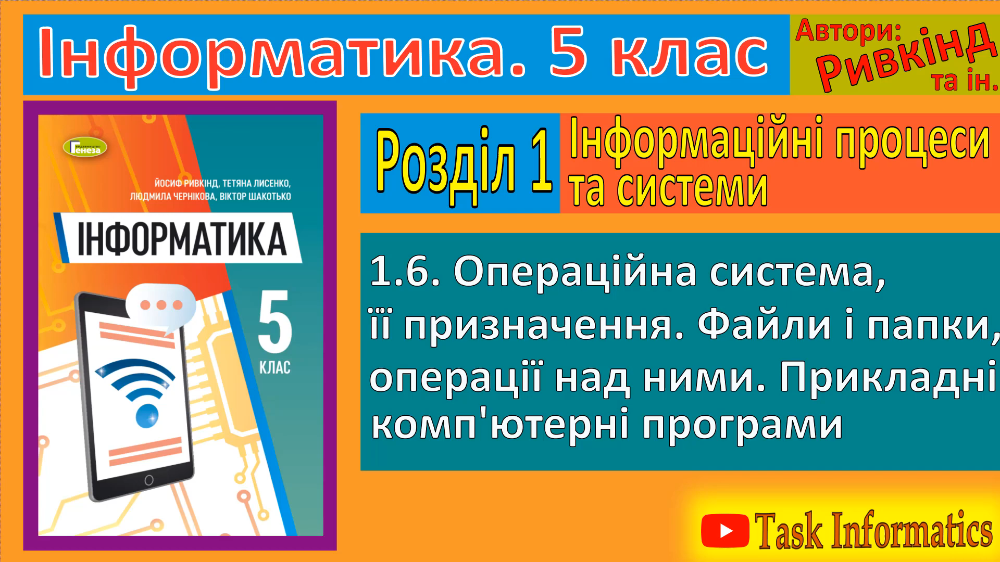 Інформатика. 5 клас
Автори:
Ривкінд
та ін.
видавництво
Генеза
ЙОСИФ РИВКІНД, ТЕТЯНА ЛИСЕНКО,
ЛЮДМИЛА ЧЕРНІКОВА, ВІКТОР ШАКОТЬКО
ІНФОРМАТИКА
5
КЛАС
Розділ 1
Інформаційні процеси
та системи
1.6. Операційна система,
її призначення. Файли і папки,
операції над ними. Прикладні
комп'ютерні програми
Task Informatics